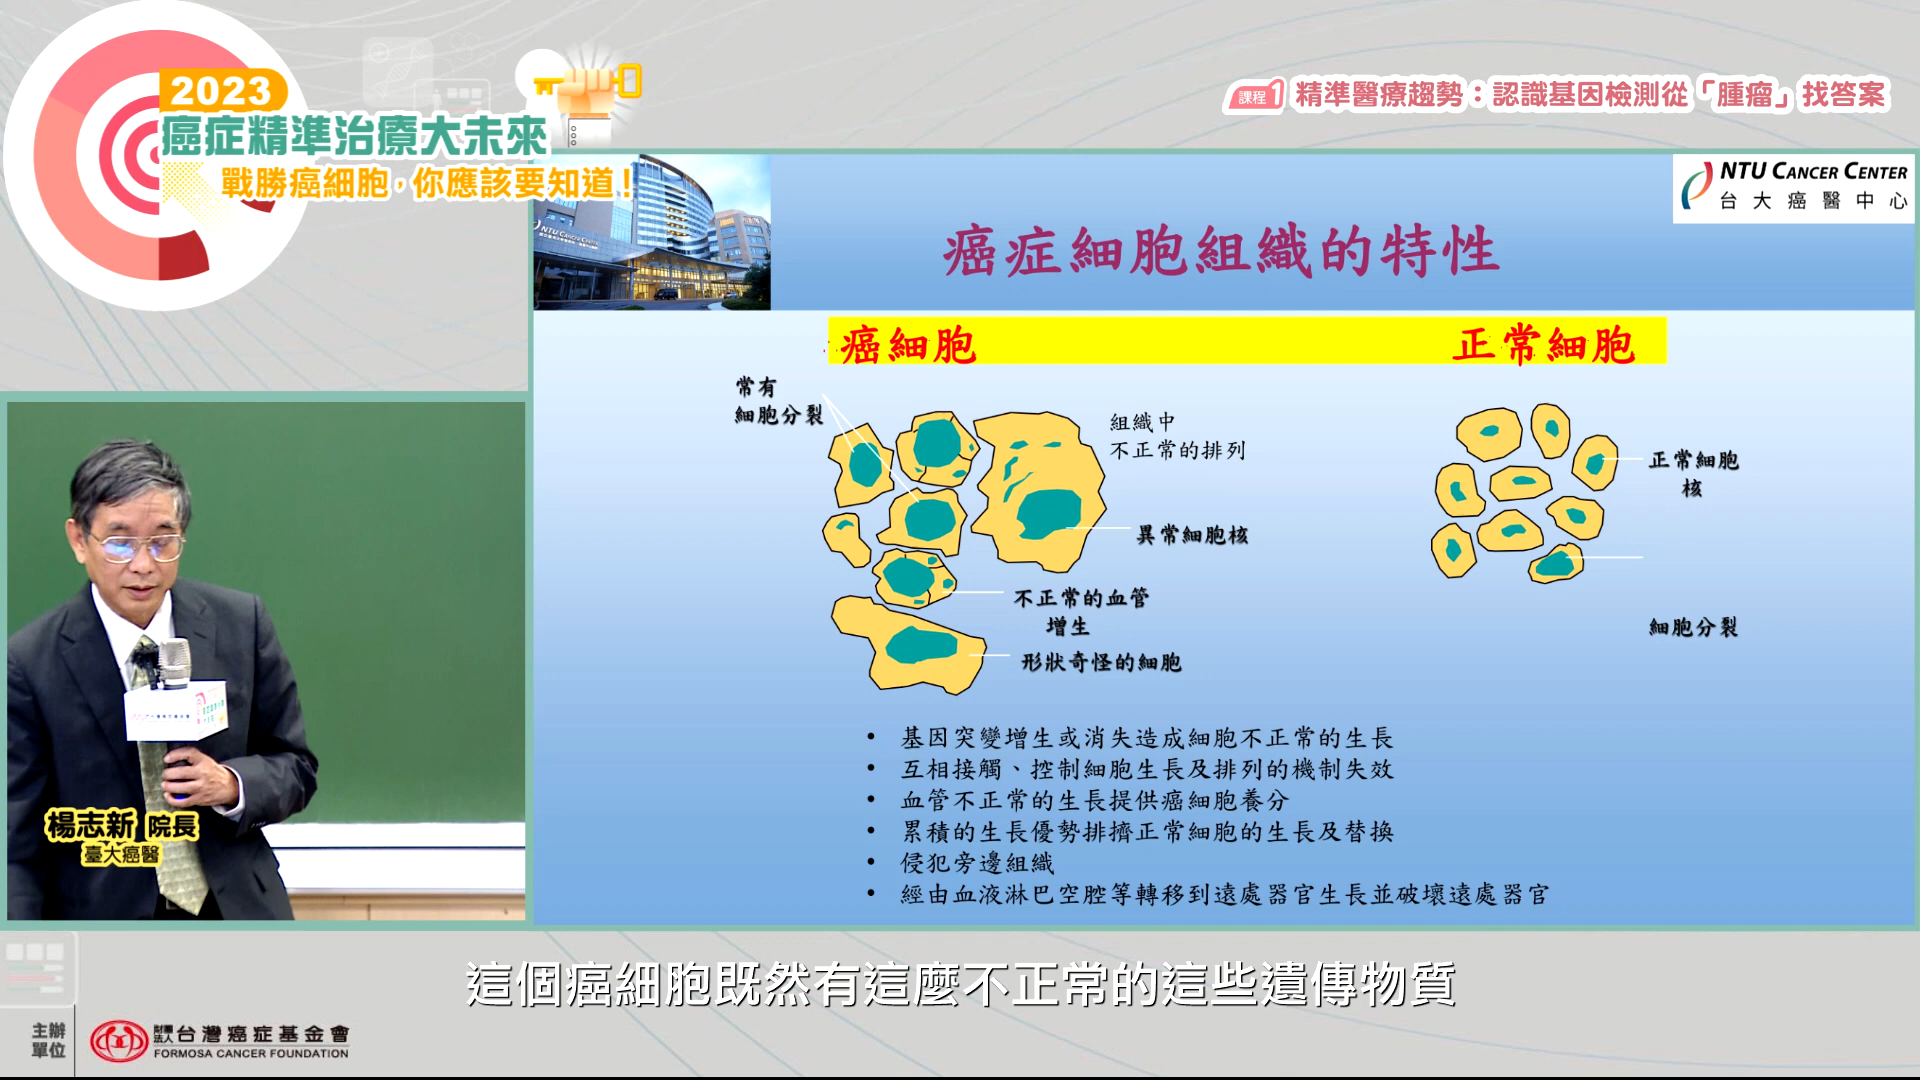 2023
癌症精準治療大未來
戰勝癌細胞，你應該要知道！
課程1 精準醫療趨勢：認識基因檢測從「腫瘤」找答案
NTU CANCER CENTER
台大癌醫中心
NTU CANCER CENTER
癌症細胞組織的特性
癌細胞
正常細胞
常有
細胞分裂
組織中
不正常的排列
異常細胞核
不正常的血管
增生
形狀奇怪的細胞
正常細胞
核
細胞分裂
• 基因突變增生或消失造成細胞不正常的生長
• 互相接觸、控制細胞生長及排列的機制失效
• 血管不正常的生長提供癌細胞養分
• 累積的生長優勢排擠正常細胞的生長及替換
• 侵犯旁邊組織
• 經由血液淋巴空腔等轉移到遠處器官生長並破壞遠處器官
楊志新 院長
臺大癌醫
這個癌細胞既然有這麼不正常的這些遺傳物質
主辦
單位
財團法人台灣癌症基金會
FORMOSA CANCER FOUNDATION